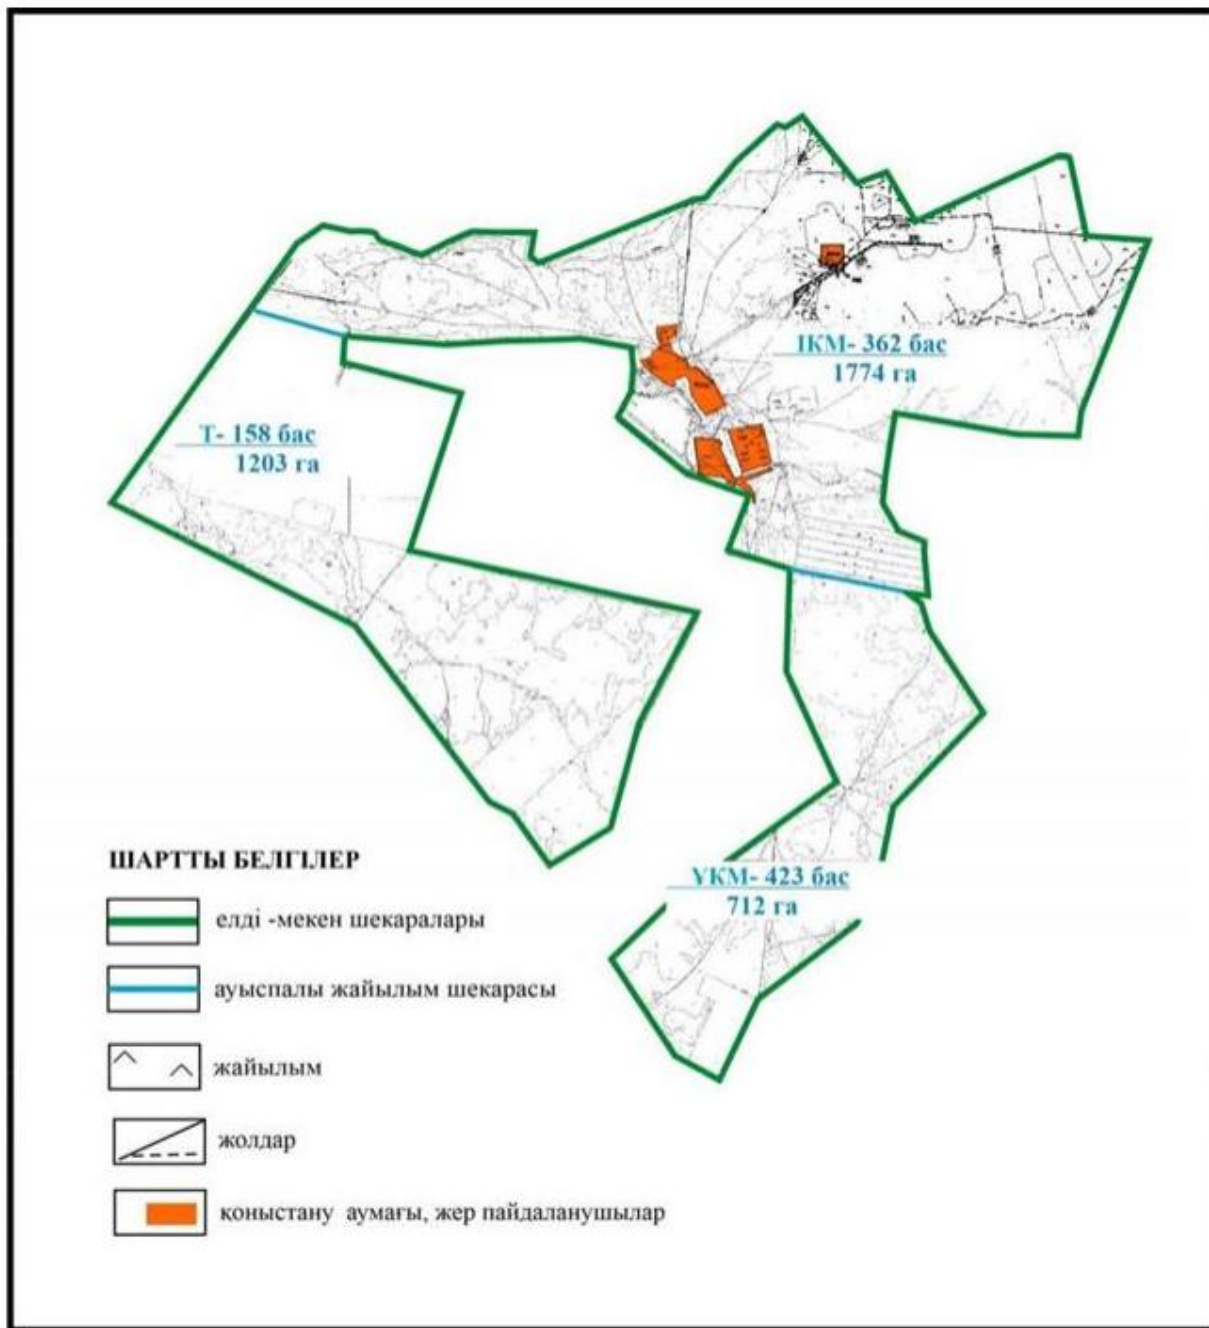 ІКМ- 362 бас
1774 га
Т- 158 бас
1203 га
ҮКМ- 423 бас
712 га
ШАРТТЫ БЕЛГІЛЕР
елді -мекен шекаралары
ауыспалы жайылым шекарасы
жайылым
жолдар
қоныстану аумағы, жер пайдаланушылар